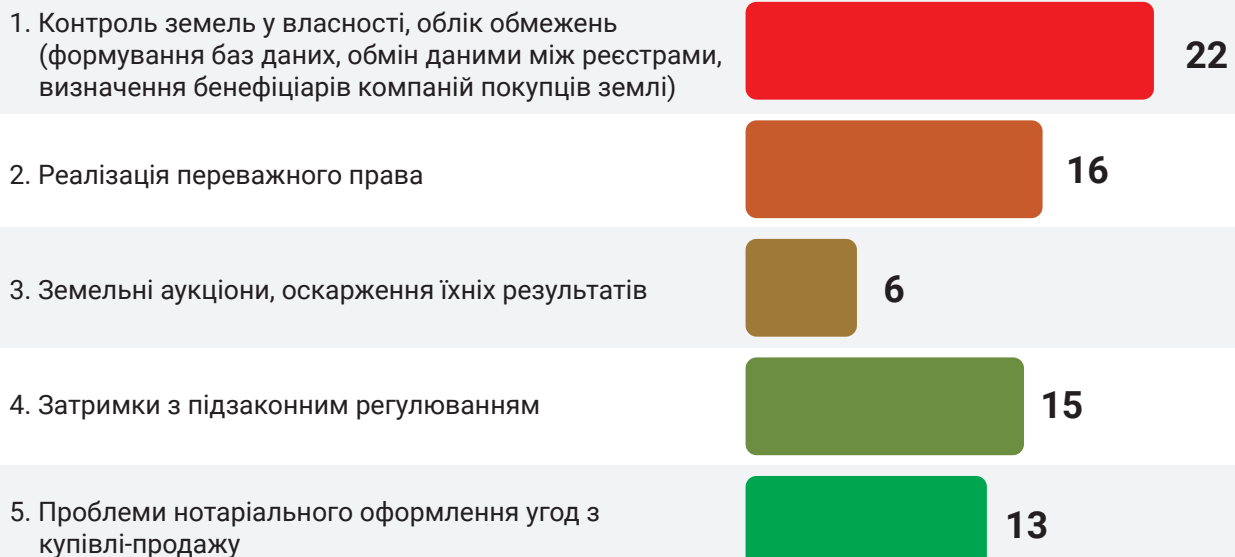 1. Контроль земель у власності, облік обмежень
(формування баз даних, обмін даними між реєстрами,
визначення бенефіціарів компаній покупців землі)
22
2. Реалізація переважного права
16
3. Земельні аукціони, оскарження їхніх результатів
6
4. Затримки з підзаконним регулюванням
15
5. Проблеми нотаріального оформлення угод з
купівлі-продажу
13